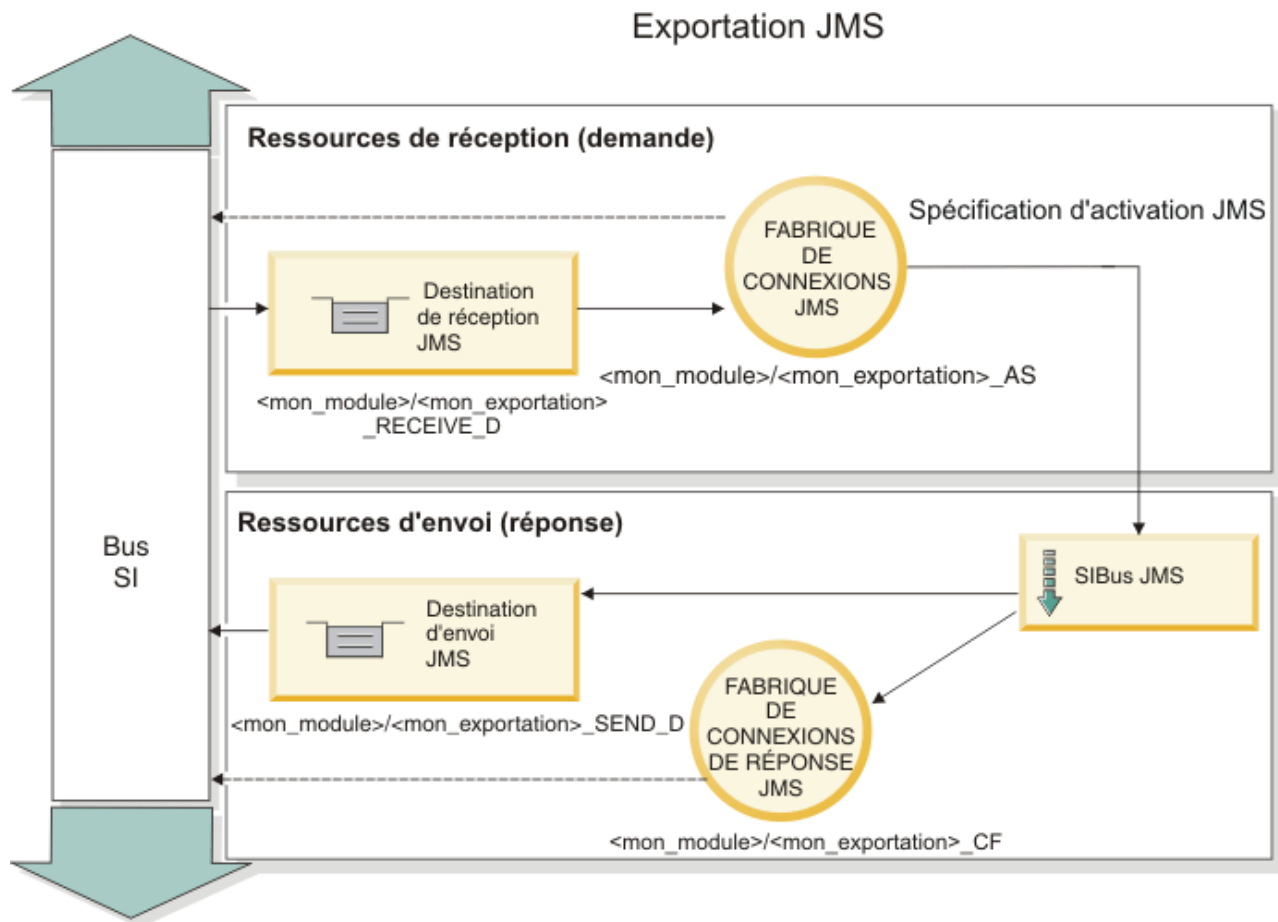 Exportation JMS
Ressources de réception (demande)
Spécification d'activation JMS
FABRIQUE
DE
CONNEXIONS
JMS
Destination
de réception
JMS
<mon_module>/<mon_exportation>_AS
<mon_module>/<mon_exportation>
_RECEIVE_D
Bus
SI
Ressources d'envoi (réponse)
SIBus JMS
Destination
d'envoi
JMS
<mon_module>/<mon_exportation>_SEND_D
FABRIQUE
DE
CONNEXIONS
DE RÉPONSE
JMS
<mon_module>/<mon_exportation>_CF